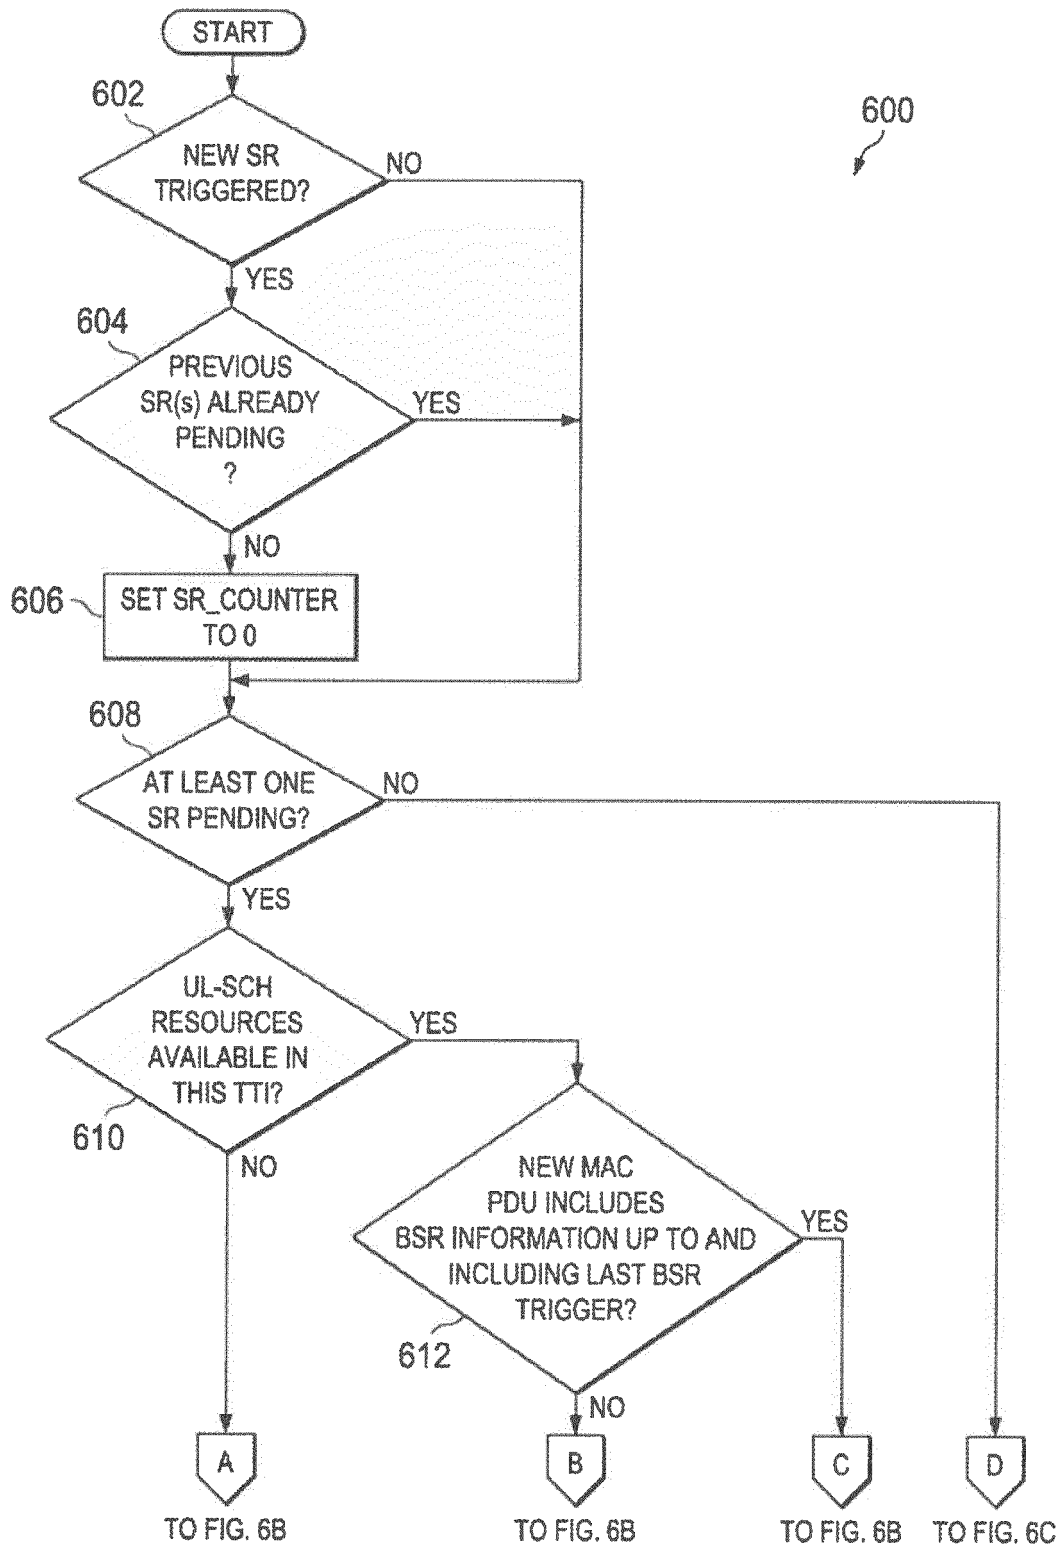 START
602
600
NEW SR
TRIGGERED?
NO
YES
604
PREVIOUS
SR(s) ALREADY
PENDING
?
YES
NO
606
SET SR_COUNTER
TO 0
608
AT LEAST ONE
SR PENDING?
NO
YES
UL-SCH
RESOURCES
AVAILABLE IN
THIS TTI?
YES
610
NO
NEW MAC
PDU INCLUDES
BSR INFORMATION UP TO AND
INCLUDING LAST BSR
TRIGGER?
YES
612
NO
A
B
C
D
TO FIG. 6B
TO FIG. 6B
TO FIG. 6B
TO FIG. 6C